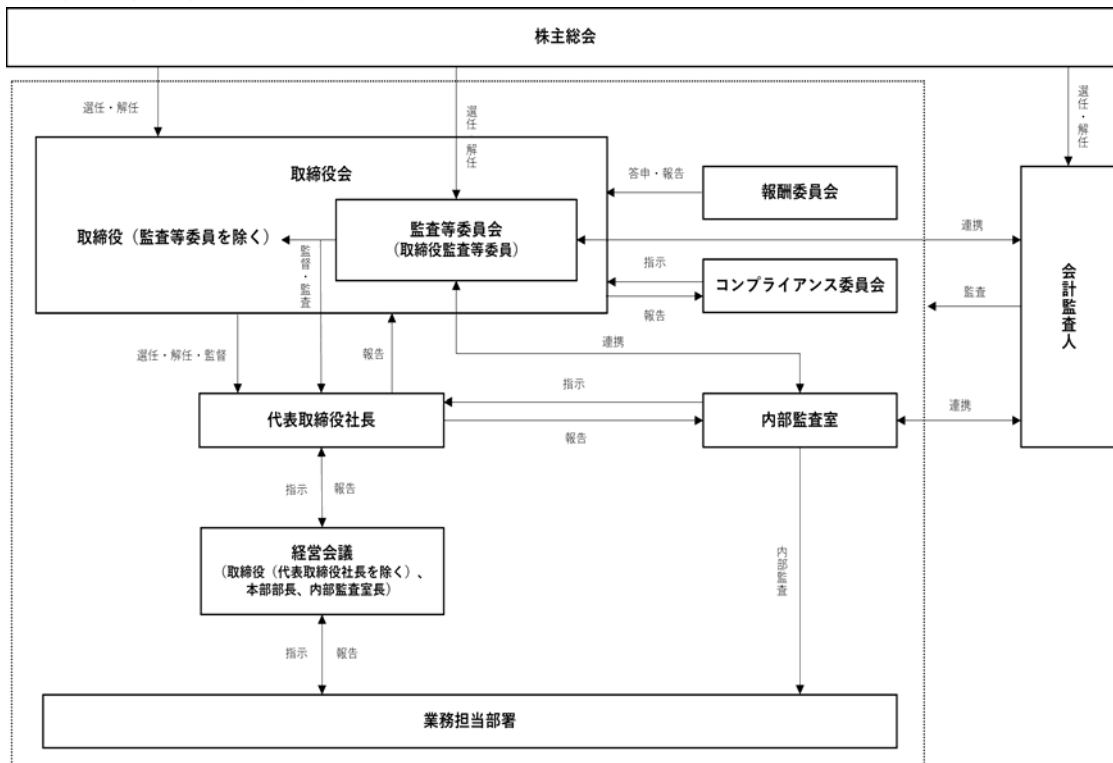 株主総会
選任・解任
選任・解任
選任・解任
取締役会
取締役（監査等委員を除く）
監査等委員会
（取締役監査等委員）
監督・監査
答申・報告
報酬委員会
連携
指示
コンプライアンス委員会
報告
監査
会計監査人
選任・解任・監督
報告
連携
指示
代表取締役社長
内部監査室
連携
報告
指示
報告
経営会議
（取締役（代表取締役社長を除く）、
本部部長、内部監査室長）
内部監査
指示
報告
業務担当部署